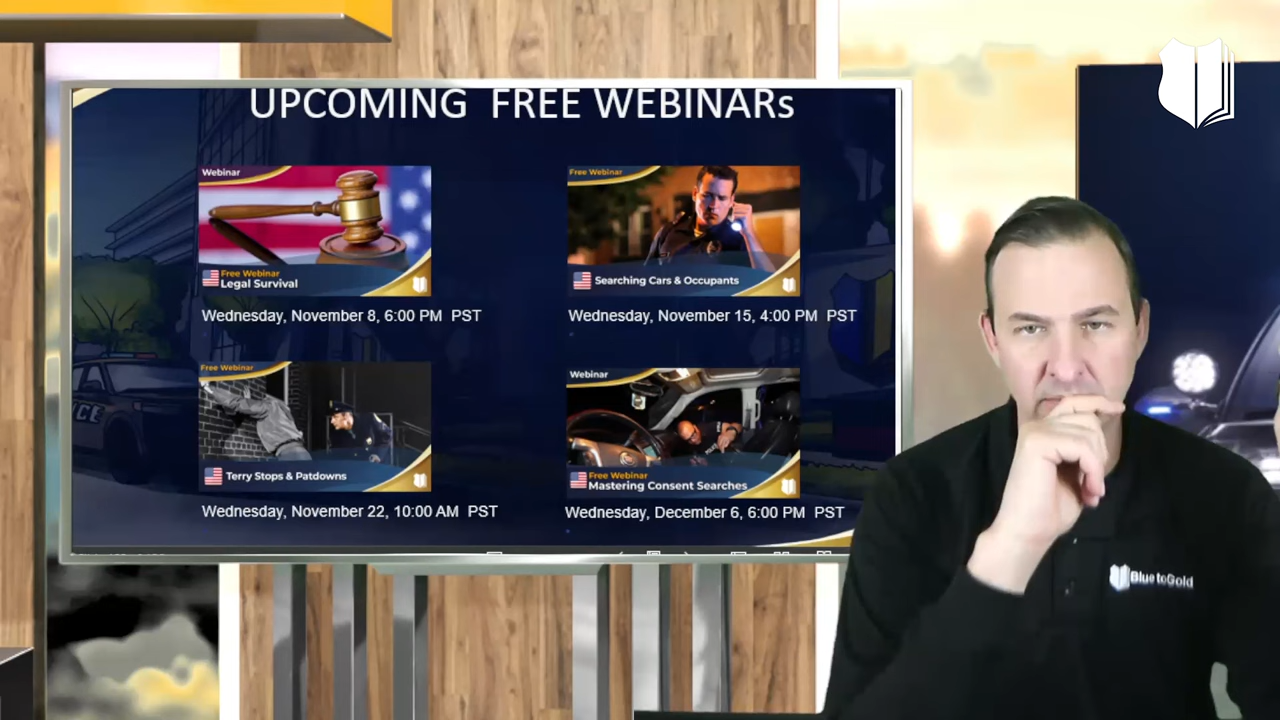 UPCOMING FREE WEBINARs
Webinar
Free Webinar
Legal Survival
Wednesday, November 8, 6:00 PM PST
Free Webinar
Searching Cars & Occupants
Wednesday, November 15, 4:00 PM PST
Free Webinar
Terry Stops & Patdowns
Wednesday, November 22, 10:00 AM PST
Webinar
Free Webinar
Mastering Consent Searches
Wednesday, December 6, 6:00 PM PST
Blue to Gold